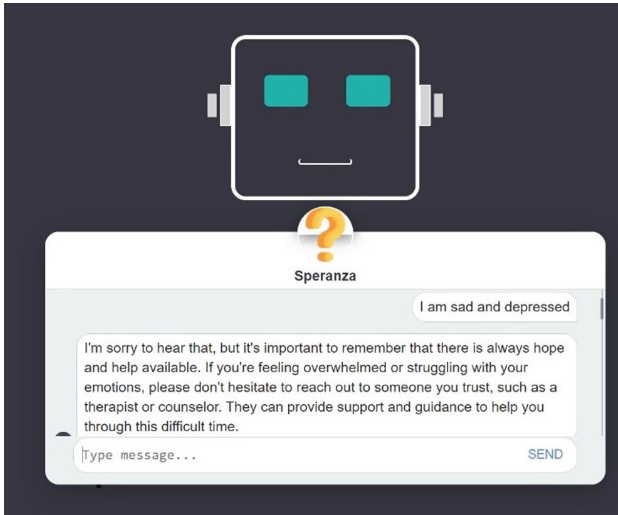 Speranza
I am sad and depressed
I'm sorry to hear that, but it's important to remember that there is always hope
and help available. If you're feeling overwhelmed or struggling with your
emotions, please don't hesitate to reach out to someone you trust, such as a
therapist or counselor. They can provide support and guidance to help you
through this difficult time.
Type message...
SEND